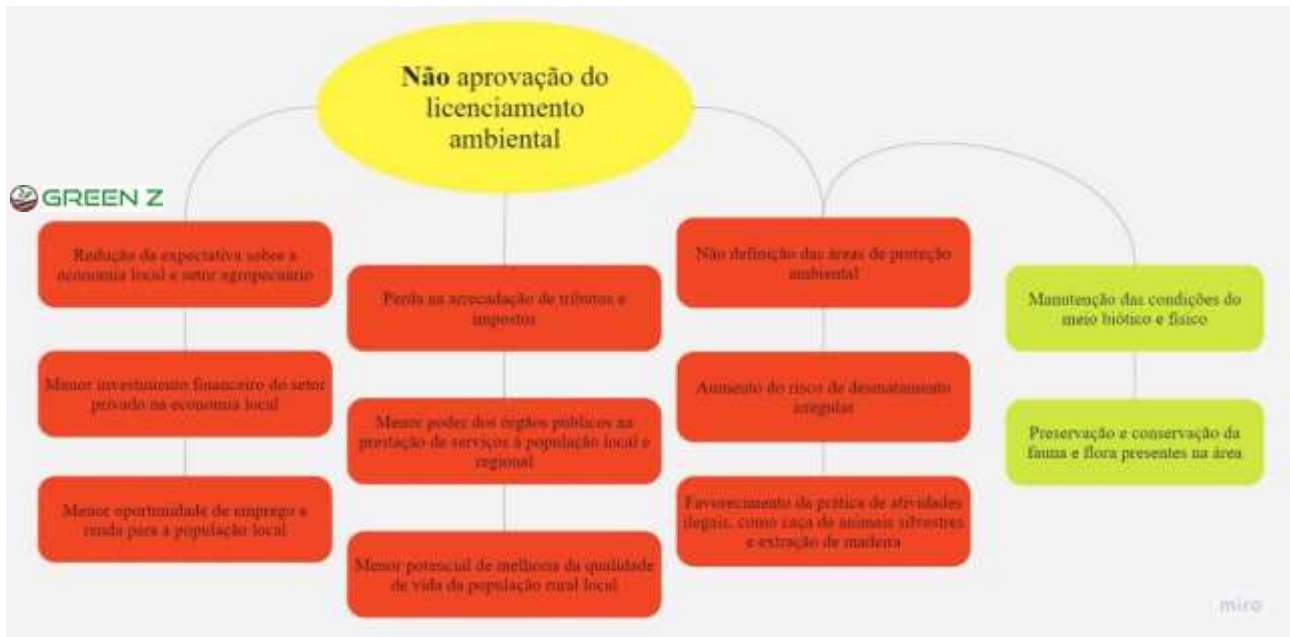 Não aprovação do
licenciamento
ambiental
GREEN Z
Redução da expectativa sobre a
economia local e setor agropecuário
Menor investimento financeiro do setor
privado na economia local
Menor oportunidade de emprego e
renda para a população local
Perda na arrecadação de tributos e
impostos
Menor poder dos órgãos públicos na
prestação de serviços à população local e
regional
Menor potencial de melhoria da qualidade
de vida da população rural local
Não definição das áreas de proteção
ambiental
Aumento do risco de desmatamento
irregular
Favorecimento da prática de atividades
ilegais, como caça de animais silvestres
e extração de madeira
Manutenção das condições do
meio biótico e físico
Preservação e conservação da
fauna e flora presentes na área
miro